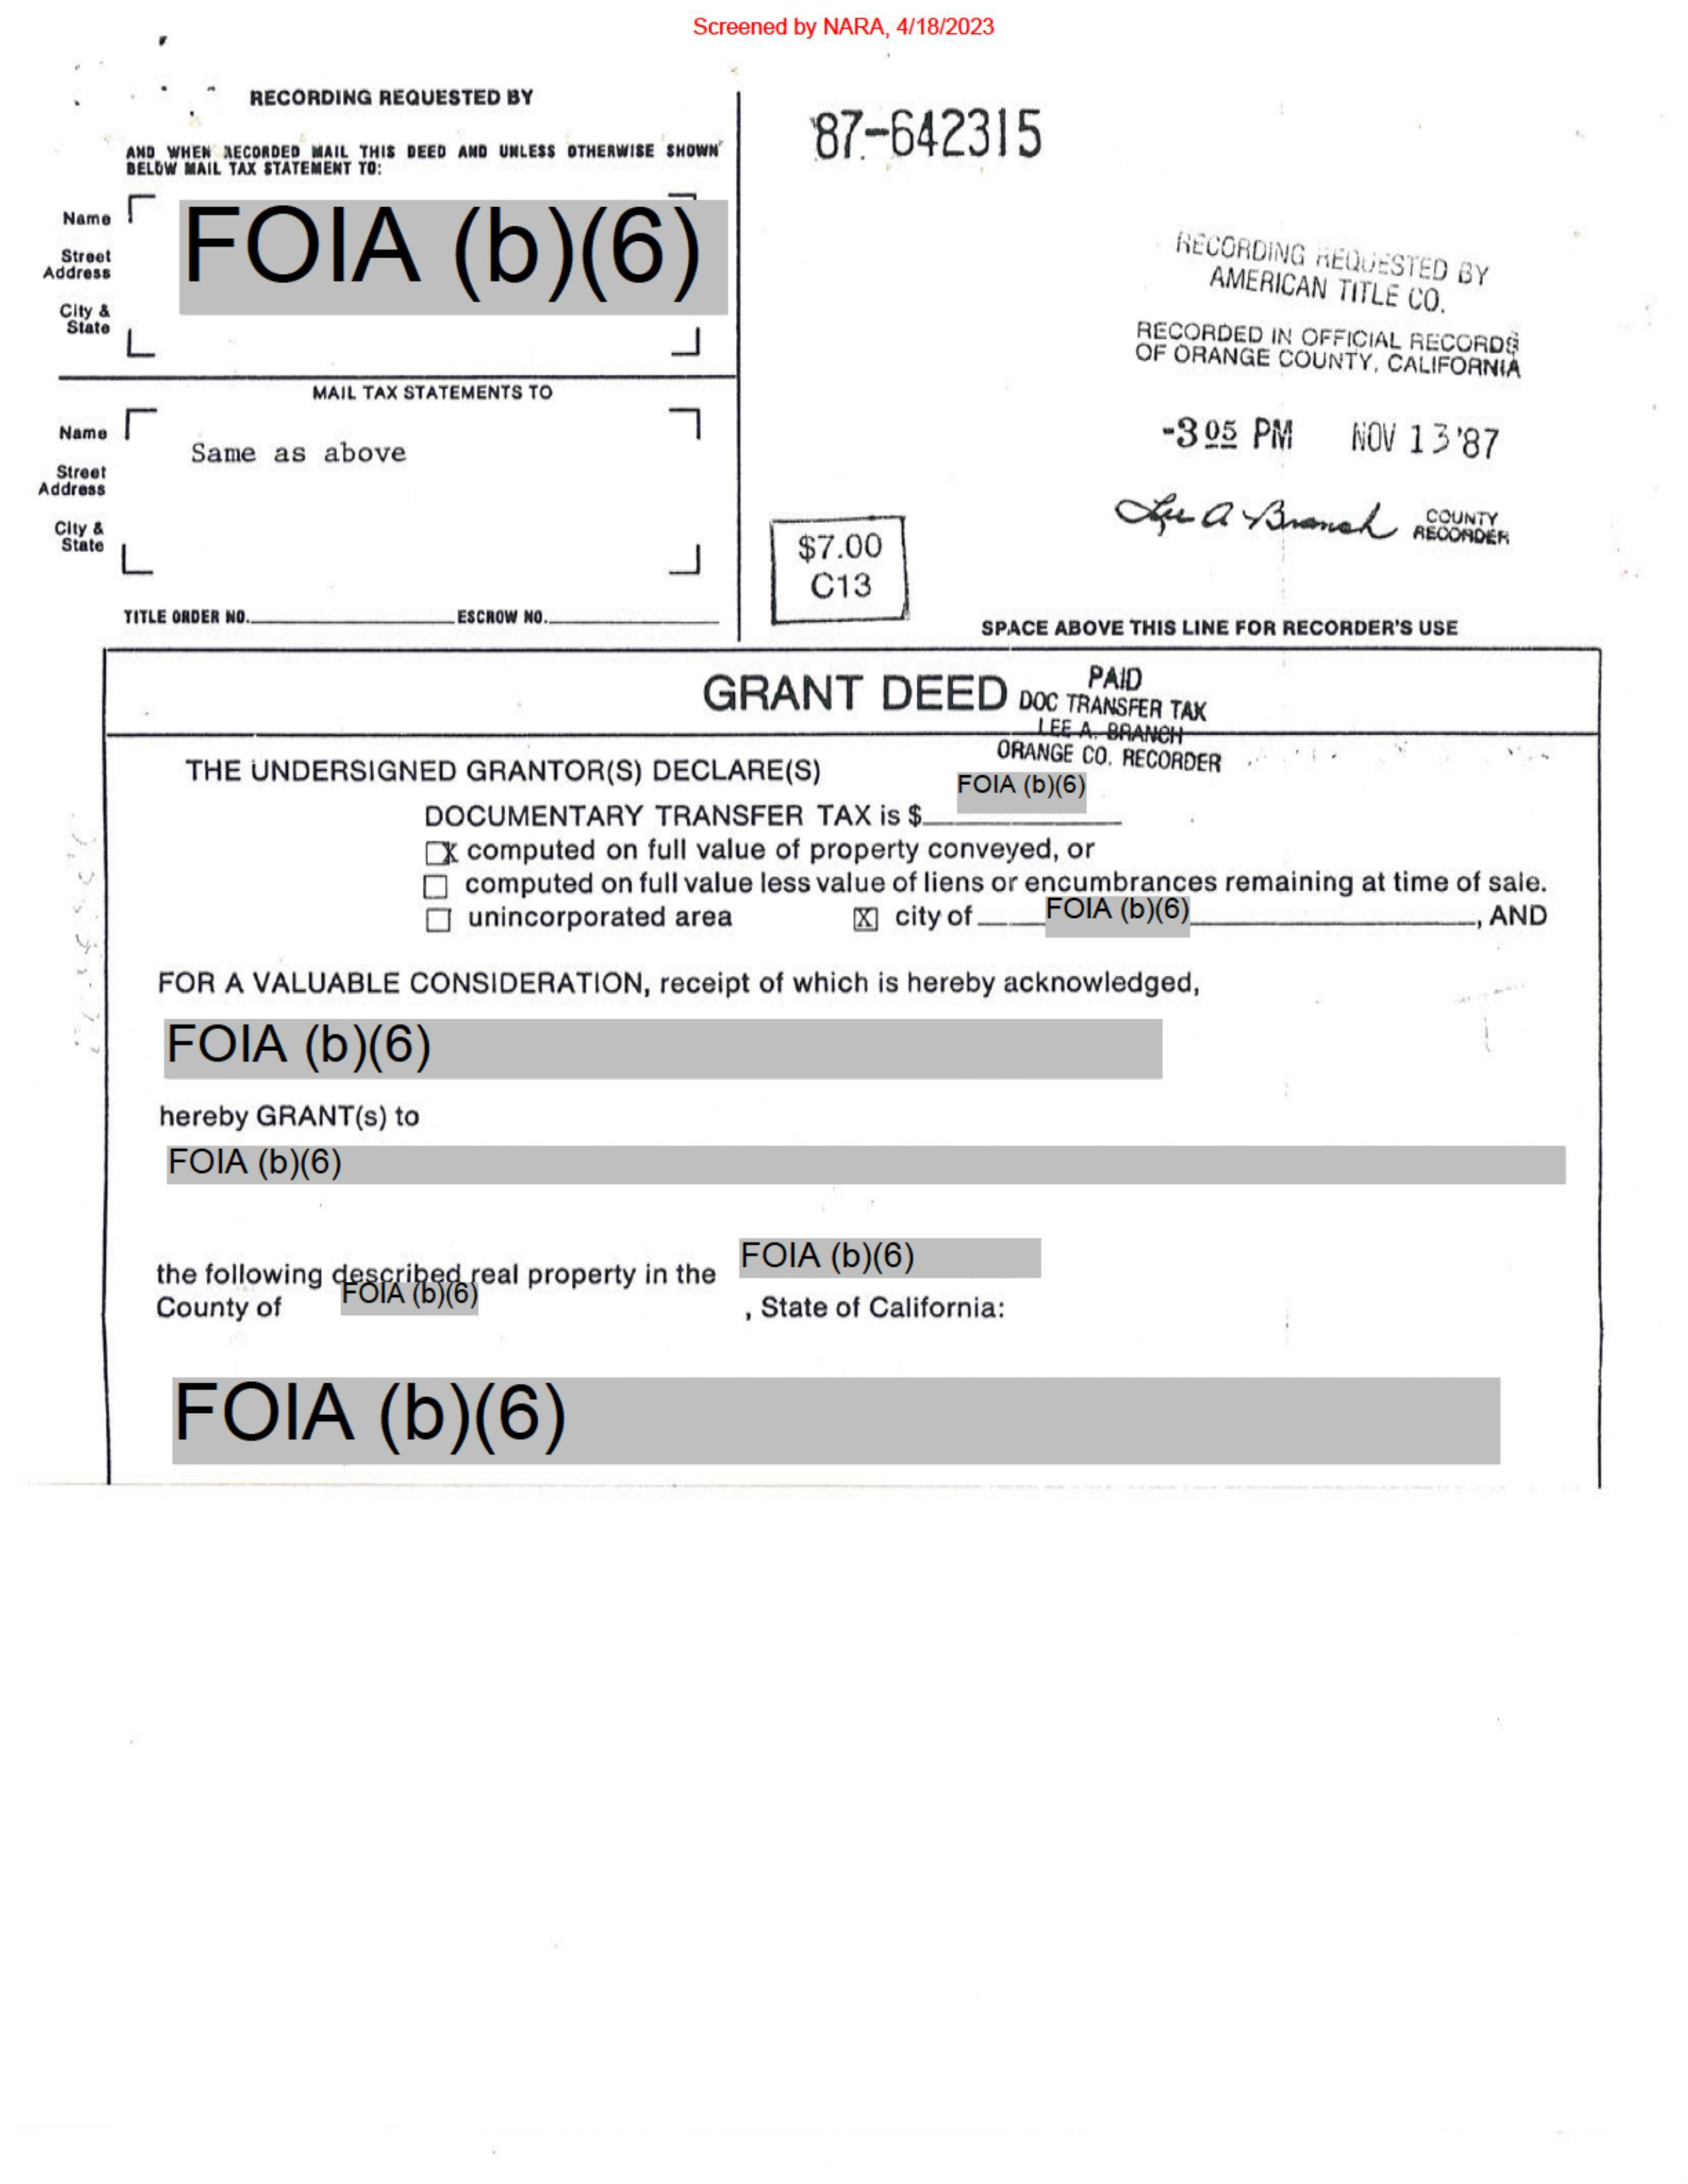 Screened by NARA, 4/18/2023
RECORDING REQUESTED BY
AND WHEN RECORDED MAIL THIS DEED AND UNLESS OTHERWISE SHOWN
BELOW MAIL TAX STATEMENT TO:
Name
Street
Address
City &
State
FOIA (b)(6)
MAIL TAX STATEMENTS TO
Name
Street
Address
City &
State
Same as above
TITLE ORDER NO. ESCROW NO.
87-642315
RECORDING REQUESTED BY
AMERICAN TITLE CO.
RECORDED IN OFFICIAL RECORDS
OF ORANGE COUNTY, CALIFORNIA
-3 05 PM NOV 13 '87
Lee A Branch COUNTY
RECORDER
$7.00
C13
SPACE ABOVE THIS LINE FOR RECORDER'S USE
GRANT DEED
PAID
DOC TRANSFER TAX
LEE A. BRANCH
ORANGE CO. RECORDER
THE UNDERSIGNED GRANTOR(S) DECLARE(S)
FOIA (b)(6)
DOCUMENTARY TRANSFER TAX is $
X computed on full value of property conveyed, or
computed on full value less value of liens or encumbrances remaining at time of sale.
unincorporated area X city of FOIA (b)(6), AND
FOR A VALUABLE CONSIDERATION, receipt of which is hereby acknowledged,
FOIA (b)(6)
hereby GRANT(s) to
FOIA (b)(6)
the following described real property in the FOIA (b)(6)
County of FOIA (b)(6) , State of California:
FOIA (b)(6)